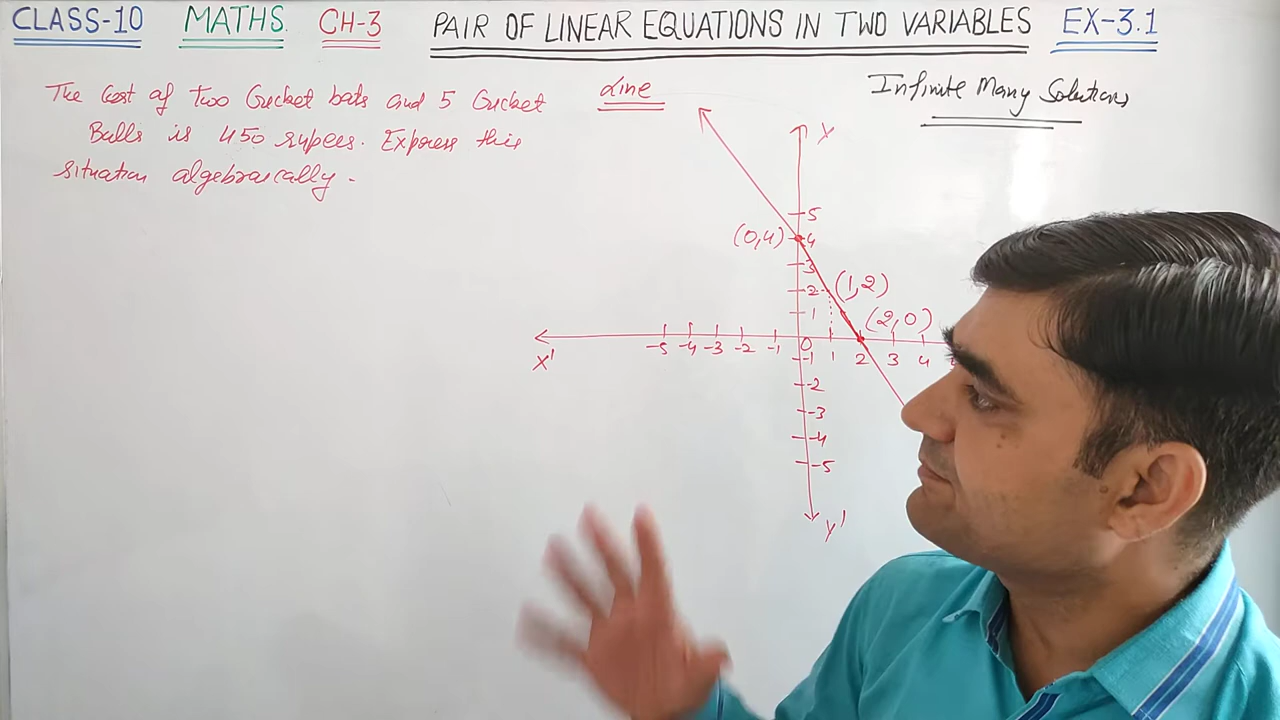 CLASS-10 MATHS. CH-3 PAIR OF LINEAR EQUATIONS IN TWO VARIABLES EX-3.1
The Cost of Two Cricket bats and 5 Cricket
Balls is 450 rupees. Express this
situation algebraically.
Line
Infinite Many Solutions
Y
5
(0,4) 4
3
2 (1,2)
1 (2,0)
X' -5 -4 -3 -2 -1 0 1 2 3 4
-1
-2
-3
-4
-5
Y'